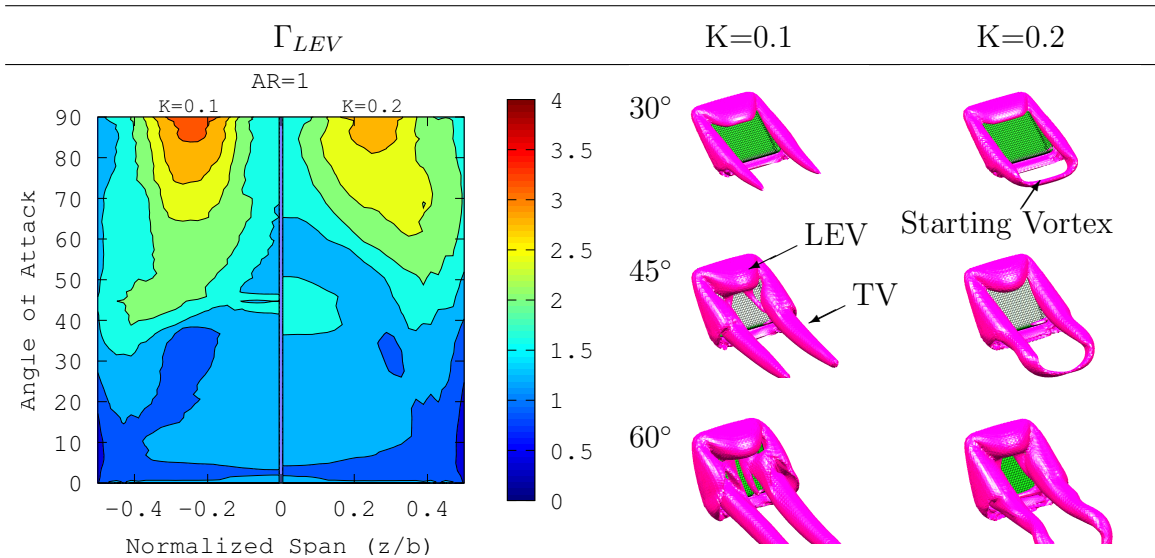 Γ_LEV K=0.1 K=0.2
AR=1
K=0.1 K=0.2
Angle of Attack
90
80
70
60
50
40
30
20
10
0
−0.4 −0.2 0 0.2 0.4
Normalized Span (z/b)
4
3.5
3
2.5
2
1.5
1
0.5
0
30°
Starting Vortex
45°
LEV
TV
60°